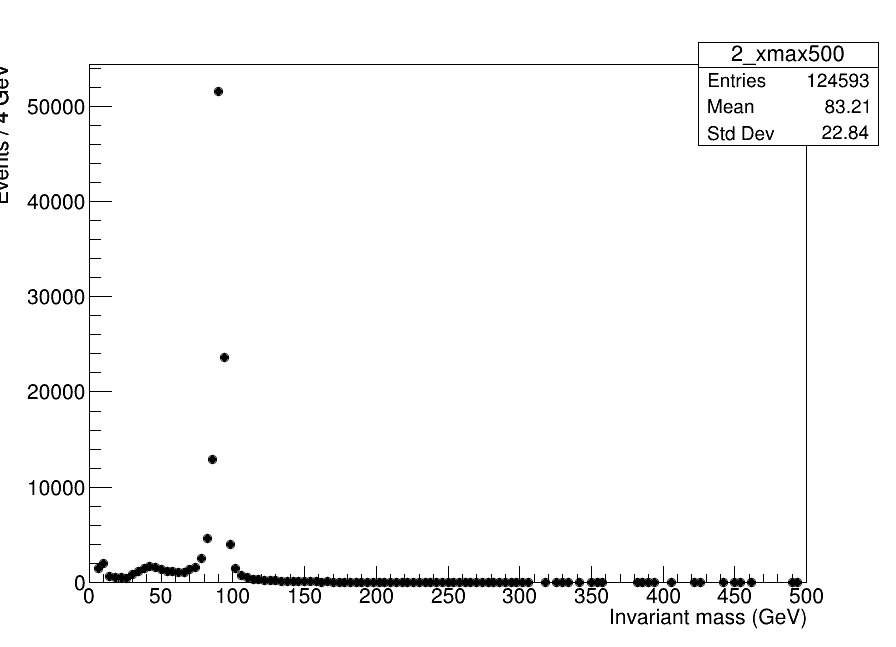 2_xmax500
Entries 124593
Mean 83.21
Std Dev 22.84
Events / 4 GeV
50000
40000
30000
20000
10000
0
0 50 100 150 200 250 300 350 400 450 500
Invariant mass (GeV)